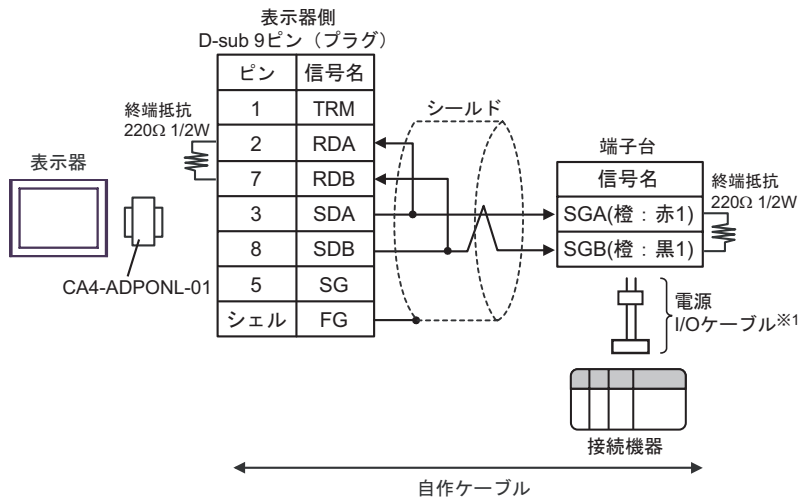 表示器側
D-sub 9ピン（プラグ）
ピン 信号名
1 TRM
2 RDA
7 RDB
3 SDA
8 SDB
5 SG
シェル FG
終端抵抗
220Ω 1/2W
シールド
表示器
CA4-ADPONL-01
端子台
信号名
SGA(橙：赤1)
SGB(橙：黒1)
終端抵抗
220Ω 1/2W
電源
I/Oケーブル※1
接続機器
自作ケーブル